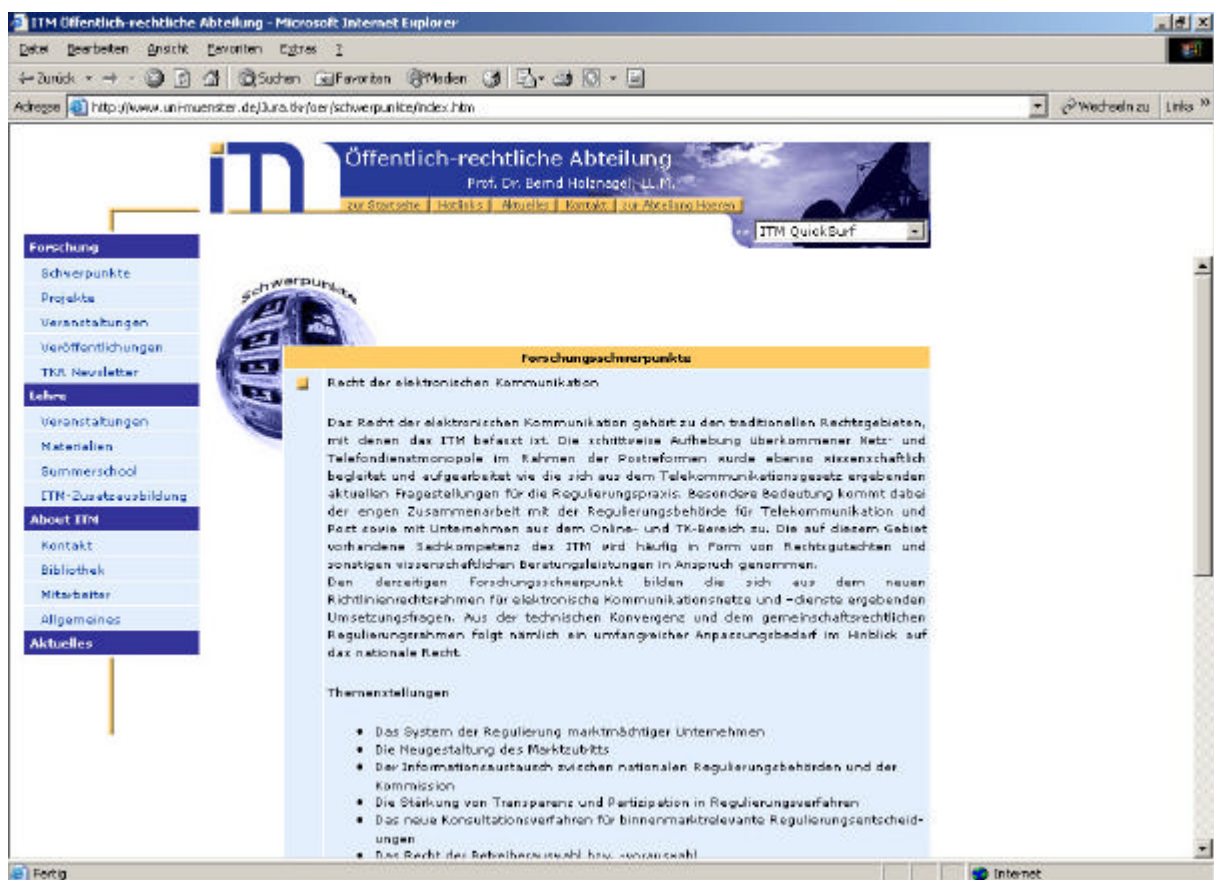 ITM Öffentlich-rechtliche Abteilung - Microsoft Internet Explorer
Datei Bearbeiten Ansicht Favoriten Extras ?
Zurück Suchen Favoriten Medien
Adresse http://www.uni-muenster.de/Jura.tkr/oer/schwerpunkte/index.htm Wechseln zu Links »
iTM
Öffentlich-rechtliche Abteilung
Prof. Dr. Bernd Holznagel, LL.M.
zur Startseite | Hotlinks | Aktuelles | Kontakt | zur Abteilung Hoeren
ITM QuickSurf
Forschung
Schwerpunkte
Projekte
Veranstaltungen
Veröffentlichungen
TKR Newsletter
Lehre
Veranstaltungen
Materialien
Summerschool
ITM-Zusatzausbildung
About ITM
Kontakt
Bibliothek
Mitarbeiter
Allgemeines
Aktuelles
Schwerpunkte
Forschungsschwerpunkte
Recht der elektronischen Kommunikation
Das Recht der elektronischen Kommunikation gehört zu den traditionellen Rechtsgebieten,
mit denen das ITM befasst ist. Die schrittweise Aufhebung überkommener Netz- und
Telefondienstmonopole im Rahmen der Postreformen wurde ebenso wissenschaftlich
begleitet und aufgearbeitet wie die sich aus dem Telekommunikationsgesetz ergebenden
aktuellen Fragestellungen für die Regulierungspraxis. Besondere Bedeutung kommt dabei
der engen Zusammenarbeit mit der Regulierungsbehörde für Telekommunikation und
Post sowie mit Unternehmen aus dem Online- und TK-Bereich zu. Die auf diesem Gebiet
vorhandene Sachkompetenz des ITM wird häufig in Form von Rechtsgutachten und
sonstigen wissenschaftlichen Beratungsleistungen in Anspruch genommen.
Den derzeitigen Forschungsschwerpunkt bilden die sich aus dem neuen
Richtlinienrechtsrahmen für elektronische Kommunikationsnetze und –dienste ergebenden
Umsetzungsfragen. Aus der technischen Konvergenz und dem gemeinschaftsrechtlichen
Regulierungsrahmen folgt nämlich ein umfangreicher Anpassungsbedarf im Hinblick auf
das nationale Recht.
Themenstellungen
• Das System der Regulierung marktmächtiger Unternehmen
• Die Neugestaltung des Marktzutritts
• Der Informationsaustausch zwischen nationalen Regulierungsbehörden und der
Kommission
• Die Stärkung von Transparenz und Partizipation in Regulierungsverfahren
• Das neue Konsultationsverfahren für binnenmarktrelevante Regulierungsentscheid-
ungen
• Das Recht der Betreiberauswahl bzw. -vorauswahl
Fertig
Internet